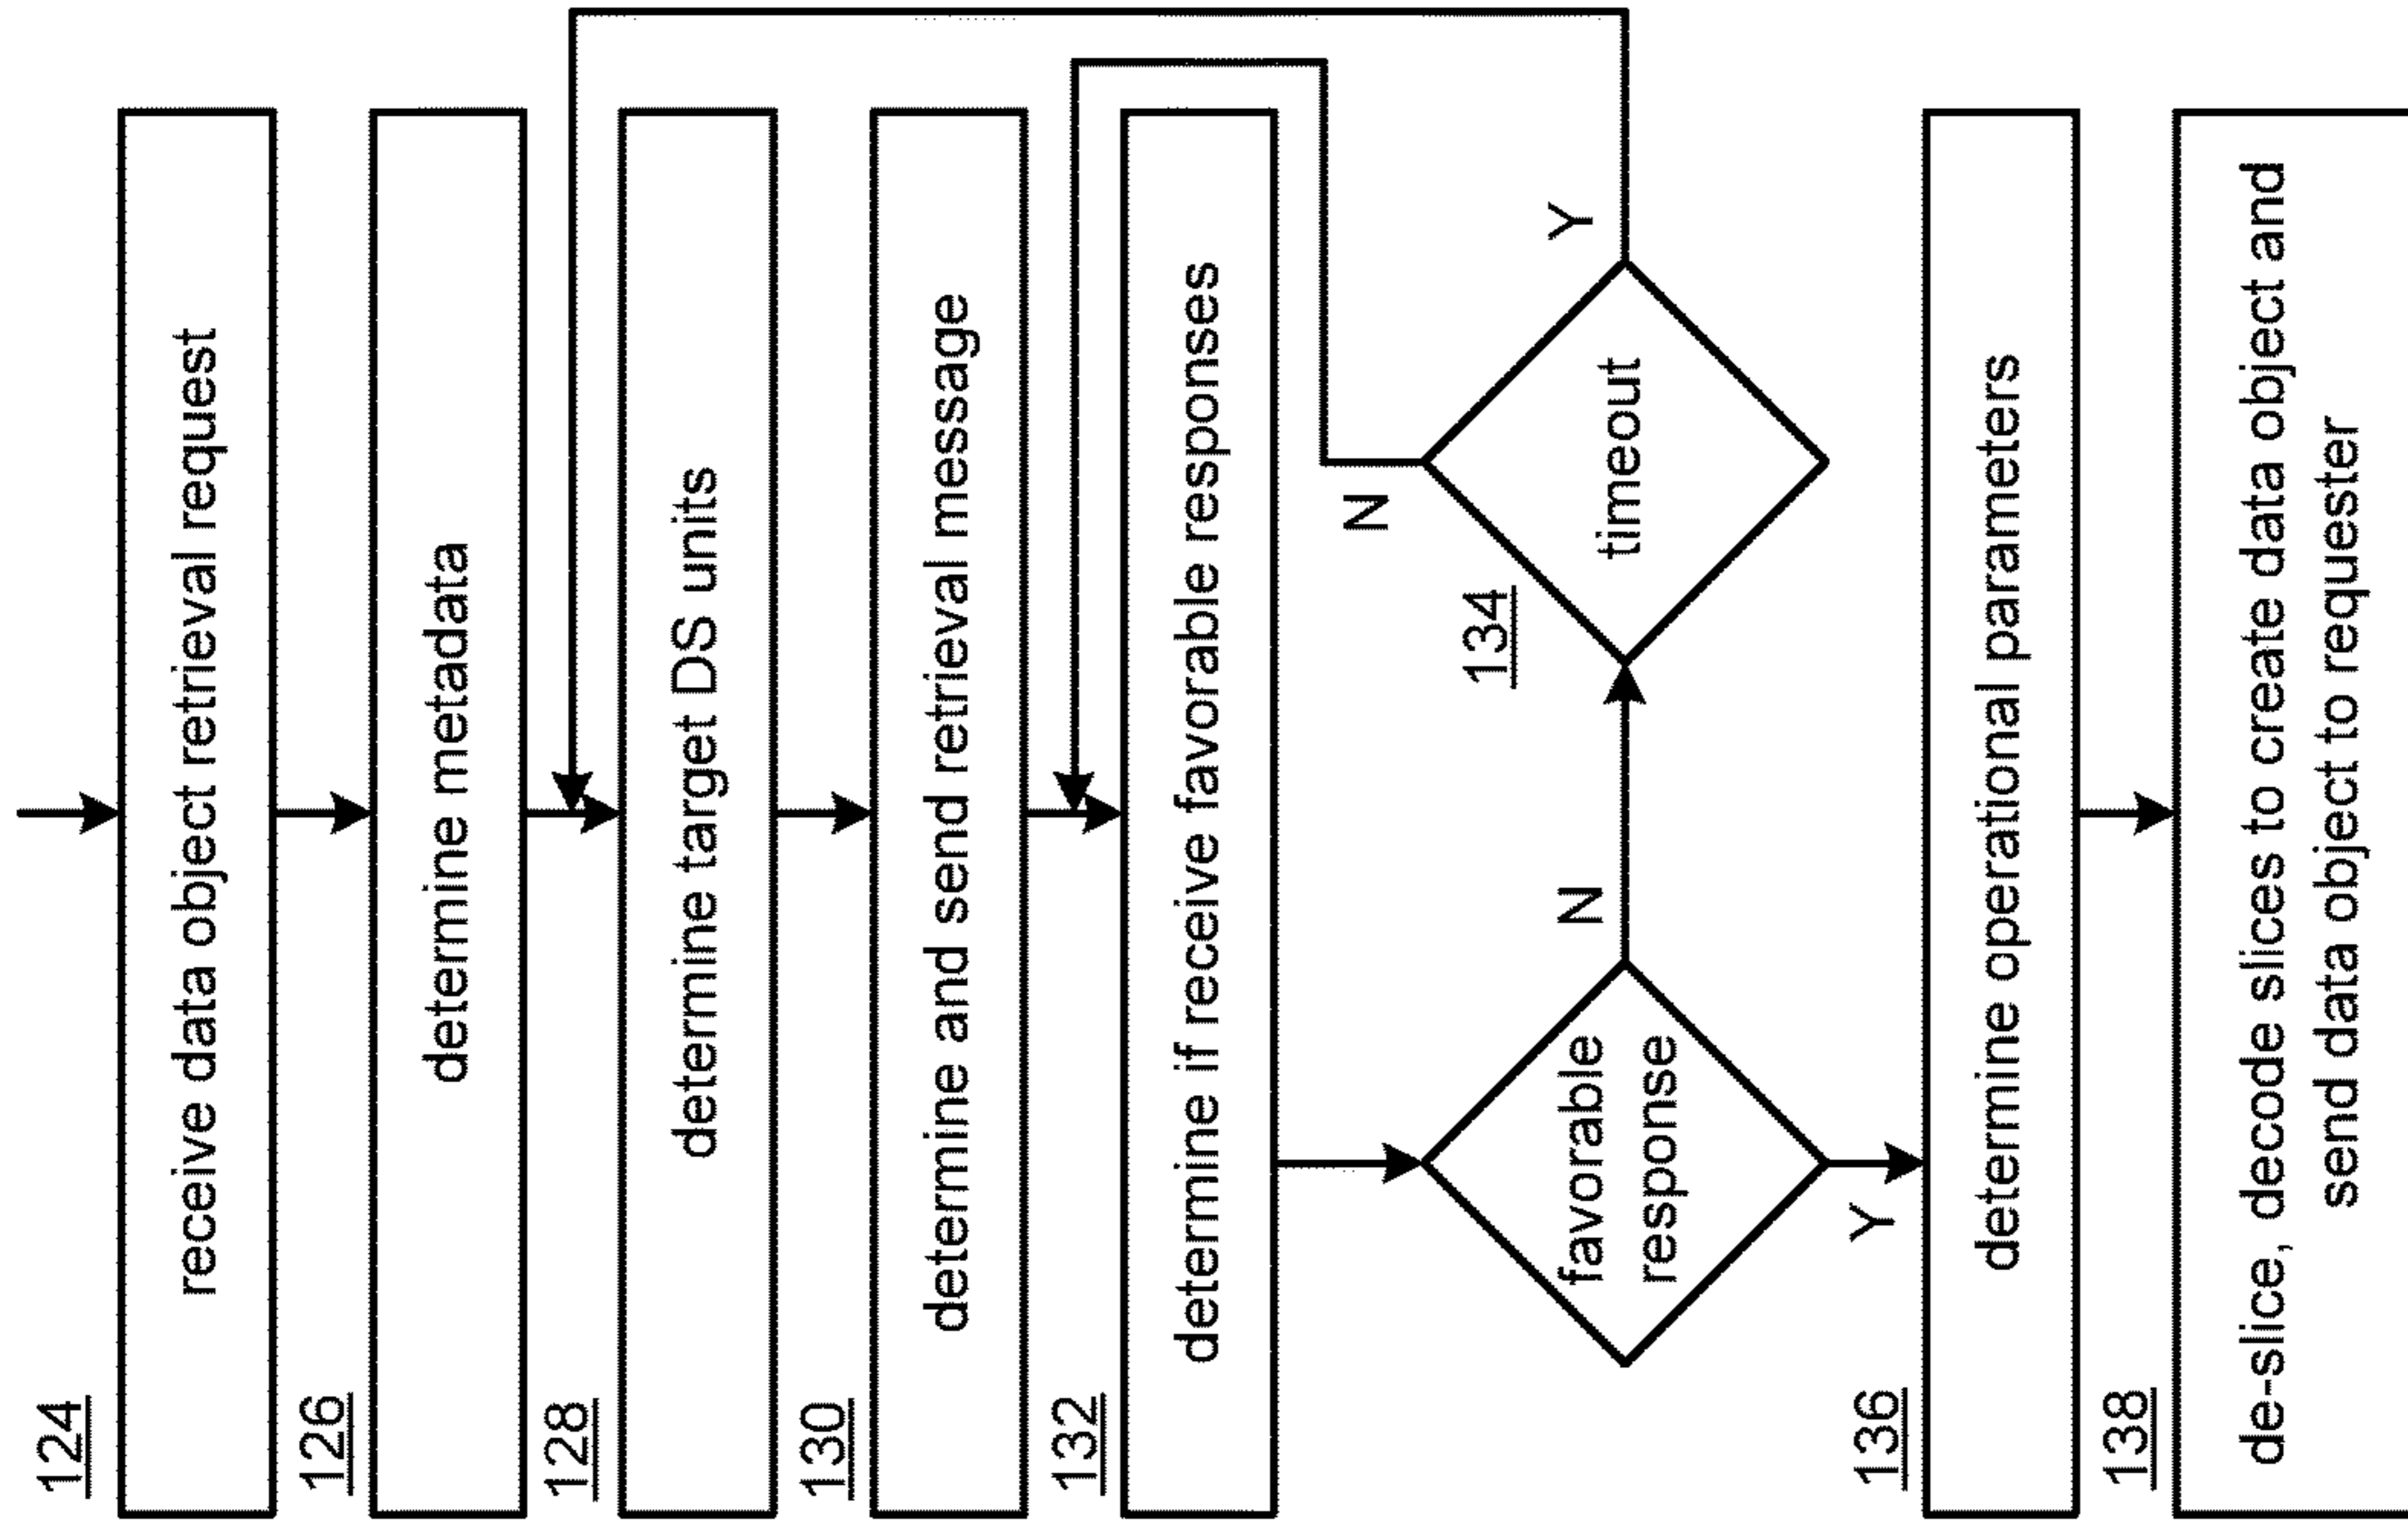 124
receive data object retrieval request
126
determine metadata
128
determine target DS units
130
determine and send retrieval message
132
determine if receive favorable responses
favorable
response
N
Y
134
timeout
N
Y
136
determine operational parameters
138
de-slice, decode slices to create data object and
send data object to requester